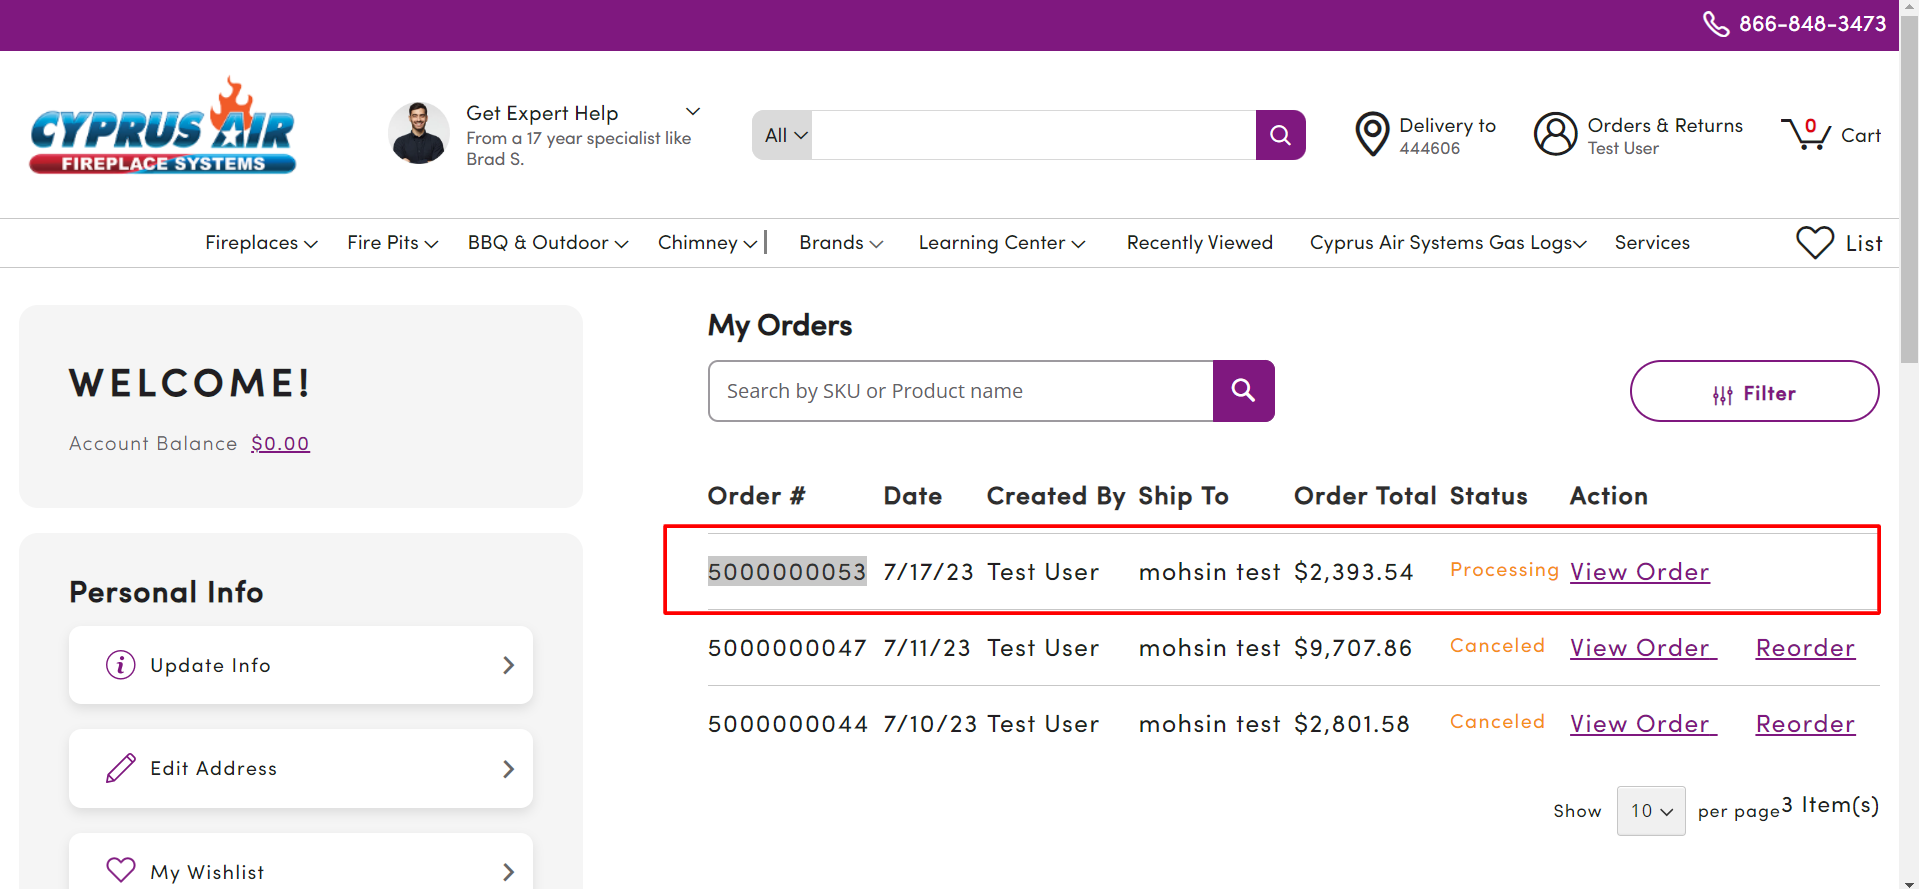 866-848-3473
CYPRUS AIR
FIREPLACE SYSTEMS
Get Expert Help
From a 17 year specialist like
Brad S.
All
Delivery to
444606
Orders & Returns
Test User
0
Cart
Fireplaces Fire Pits BBQ & Outdoor Chimney Brands Learning Center Recently Viewed Cyprus Air Systems Gas Logs Services List
WELCOME!
Account Balance $0.00
Personal Info
Update Info
Edit Address
My Wishlist
My Orders
Search by SKU or Product name
Filter
Order # Date Created By Ship To Order Total Status Action
5000000053 7/17/23 Test User mohsin test $2,393.54 Processing View Order
5000000047 7/11/23 Test User mohsin test $9,707.86 Canceled View Order Reorder
5000000044 7/10/23 Test User mohsin test $2,801.58 Canceled View Order Reorder
Show 10 per page 3 Item(s)